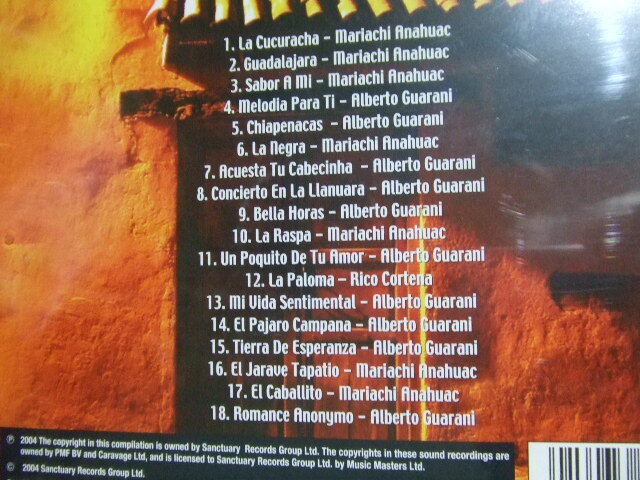 1. La Cucuracha – Mariachi Anahuac
2. Guadalajara – Mariachi Anahuac
3. Sabor A Mi – Mariachi Anahuac
4. Melodia Para Ti – Alberto Guarani
5. Chiapenacas – Alberto Guarani
6. La Negra – Mariachi Anahuac
7. Acuesta Tu Cabecinha – Alberto Guarani
8. Concierto En La Llanuara – Alberto Guarani
9. Bella Horas – Alberto Guarani
10. La Raspa – Mariachi Anahuac
11. Un Poquito De Tu Amor – Alberto Guarani
12. La Paloma – Rico Cortena
13. Mi Vida Sentimental – Alberto Guarani
14. El Pajaro Campana – Alberto Guarani
15. Tierra De Esperanza – Alberto Guarani
16. El Jarave Tapatio – Mariachi Anahuac
17. El Caballito – Mariachi Anahuac
18. Romance Anonymo – Alberto Guarani
℗ 2004 The copyright in this compilation is owned by Sanctuary Records Group Ltd. The copyrights in these sound recordings are
owned by PMF BV and Caravage Ltd, and is licensed to Sanctuary Records Group Ltd. by Music Masters Ltd.
© 2004 Sanctuary Records Group Ltd.